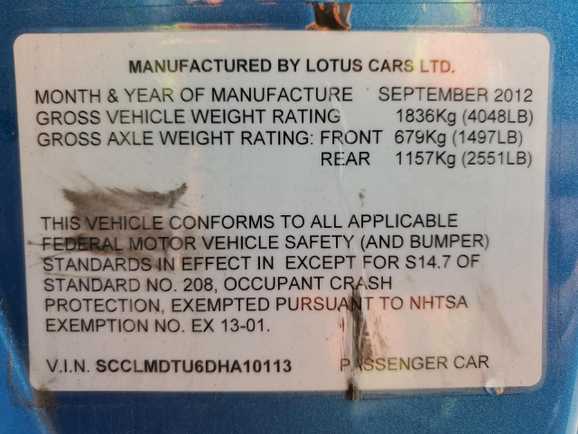 MANUFACTURED BY LOTUS CARS LTD.
MONTH & YEAR OF MANUFACTURE SEPTEMBER 2012
GROSS VEHICLE WEIGHT RATING 1836Kg (4048LB)
GROSS AXLE WEIGHT RATING: FRONT 679Kg (1497LB)
REAR 1157Kg (2551LB)
THIS VEHICLE CONFORMS TO ALL APPLICABLE
FEDERAL MOTOR VEHICLE SAFETY (AND BUMPER)
STANDARDS IN EFFECT IN EXCEPT FOR S14.7 OF
STANDARD NO. 208, OCCUPANT CRASH
PROTECTION, EXEMPTED PURSUANT TO NHTSA
EXEMPTION NO. EX 13-01.
V.I.N. SCCLMDTU6DHA10113 PASSENGER CAR